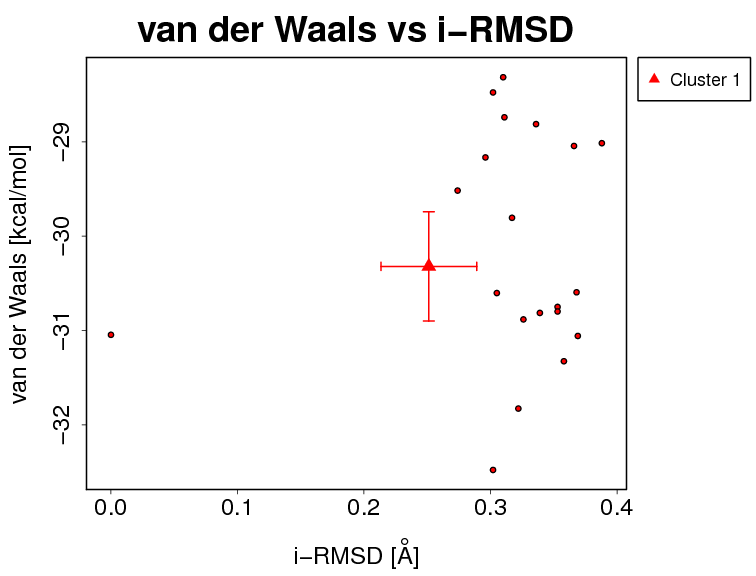 van der Waals vs i−RMSD
Cluster 1
van der Waals [kcal/mol]
−29
−30
−31
−32
0.0 0.1 0.2 0.3 0.4
i−RMSD [Å]